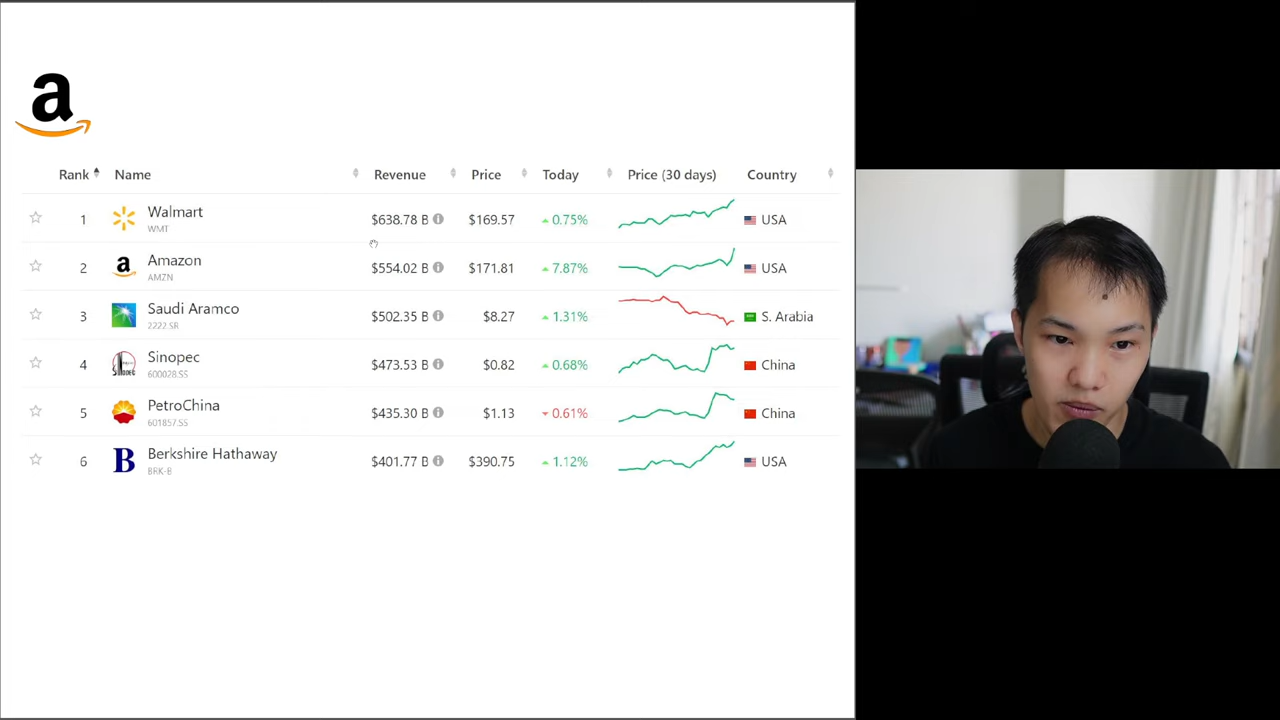 a
Rank Name Revenue Price Today Price (30 days) Country
1 Walmart $638.78 B $169.57 0.75% USA
WMT
a
2 Amazon $554.02 B $171.81 7.87% USA
AMZN
3 Saudi Aramco $502.35 B $8.27 1.31% S. Arabia
2222.SR
4 Sinopec $473.53 B $0.82 0.68% China
600028.SS
5 PetroChina $435.30 B $1.13 0.61% China
601857.SS
B
6 Berkshire Hathaway $401.77 B $390.75 1.12% USA
BRK-B